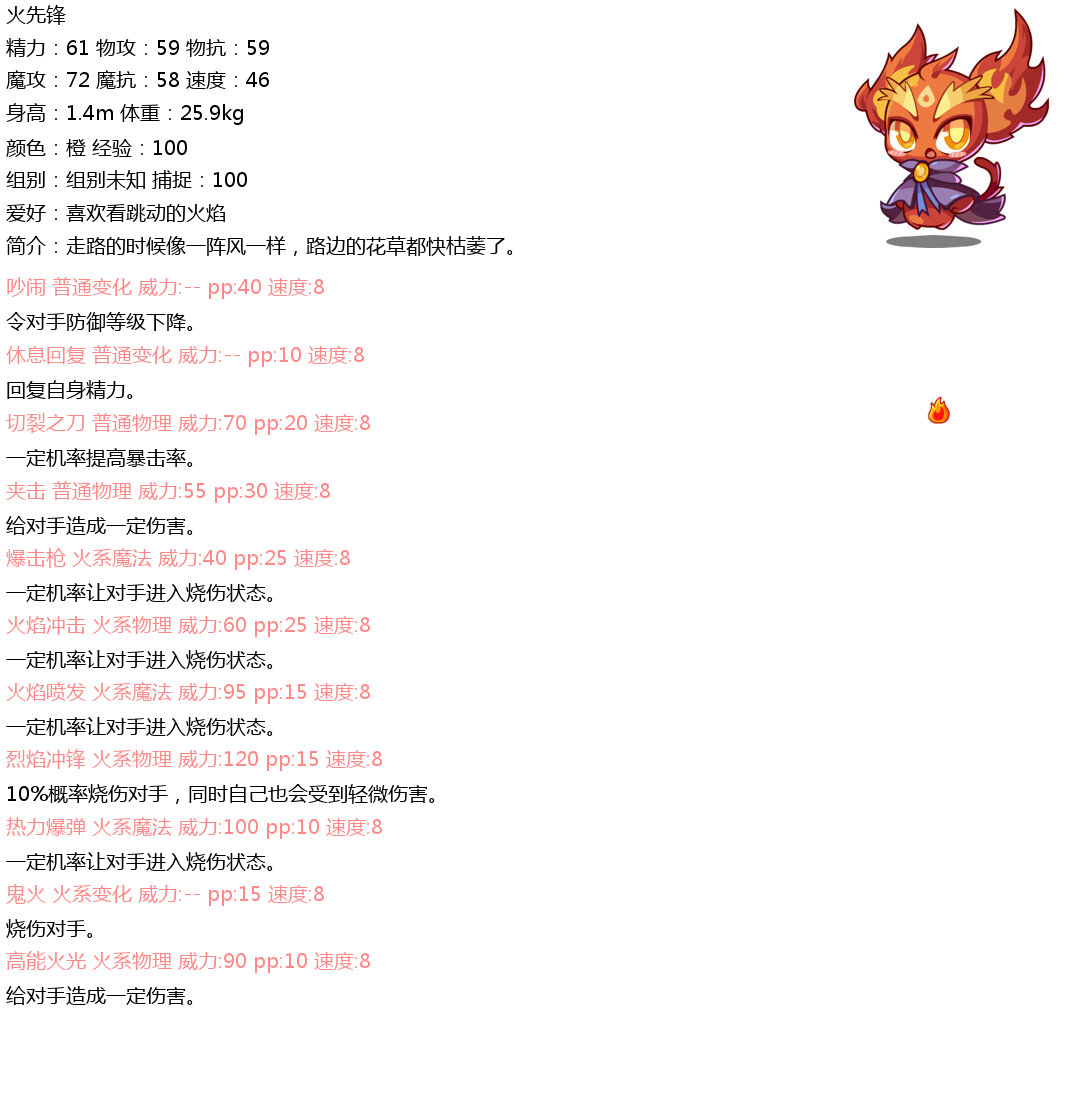 火先锋
精力：61 物攻：59 物抗：59
魔攻：72 魔抗：58 速度：46
身高：1.4m 体重：25.9kg
颜色：橙 经验：100
组别：组别未知 捕捉：100
爱好：喜欢看跳动的火焰
简介：走路的时候像一阵风一样，路边的花草都快枯萎了。
吵闹 普通变化 威力:-- pp:40 速度:8
令对手防御等级下降。
休息回复 普通变化 威力:-- pp:10 速度:8
回复自身精力。
切裂之刀 普通物理 威力:70 pp:20 速度:8
一定机率提高暴击率。
夹击 普通物理 威力:55 pp:30 速度:8
给对手造成一定伤害。
爆击枪 火系魔法 威力:40 pp:25 速度:8
一定机率让对手进入烧伤状态。
火焰冲击 火系物理 威力:60 pp:25 速度:8
一定机率让对手进入烧伤状态。
火焰喷发 火系魔法 威力:95 pp:15 速度:8
一定机率让对手进入烧伤状态。
烈焰冲锋 火系物理 威力:120 pp:15 速度:8
10%概率烧伤对手，同时自己也会受到轻微伤害。
热力爆弹 火系魔法 威力:100 pp:10 速度:8
一定机率让对手进入烧伤状态。
鬼火 火系变化 威力:-- pp:15 速度:8
烧伤对手。
高能火光 火系物理 威力:90 pp:10 速度:8
给对手造成一定伤害。